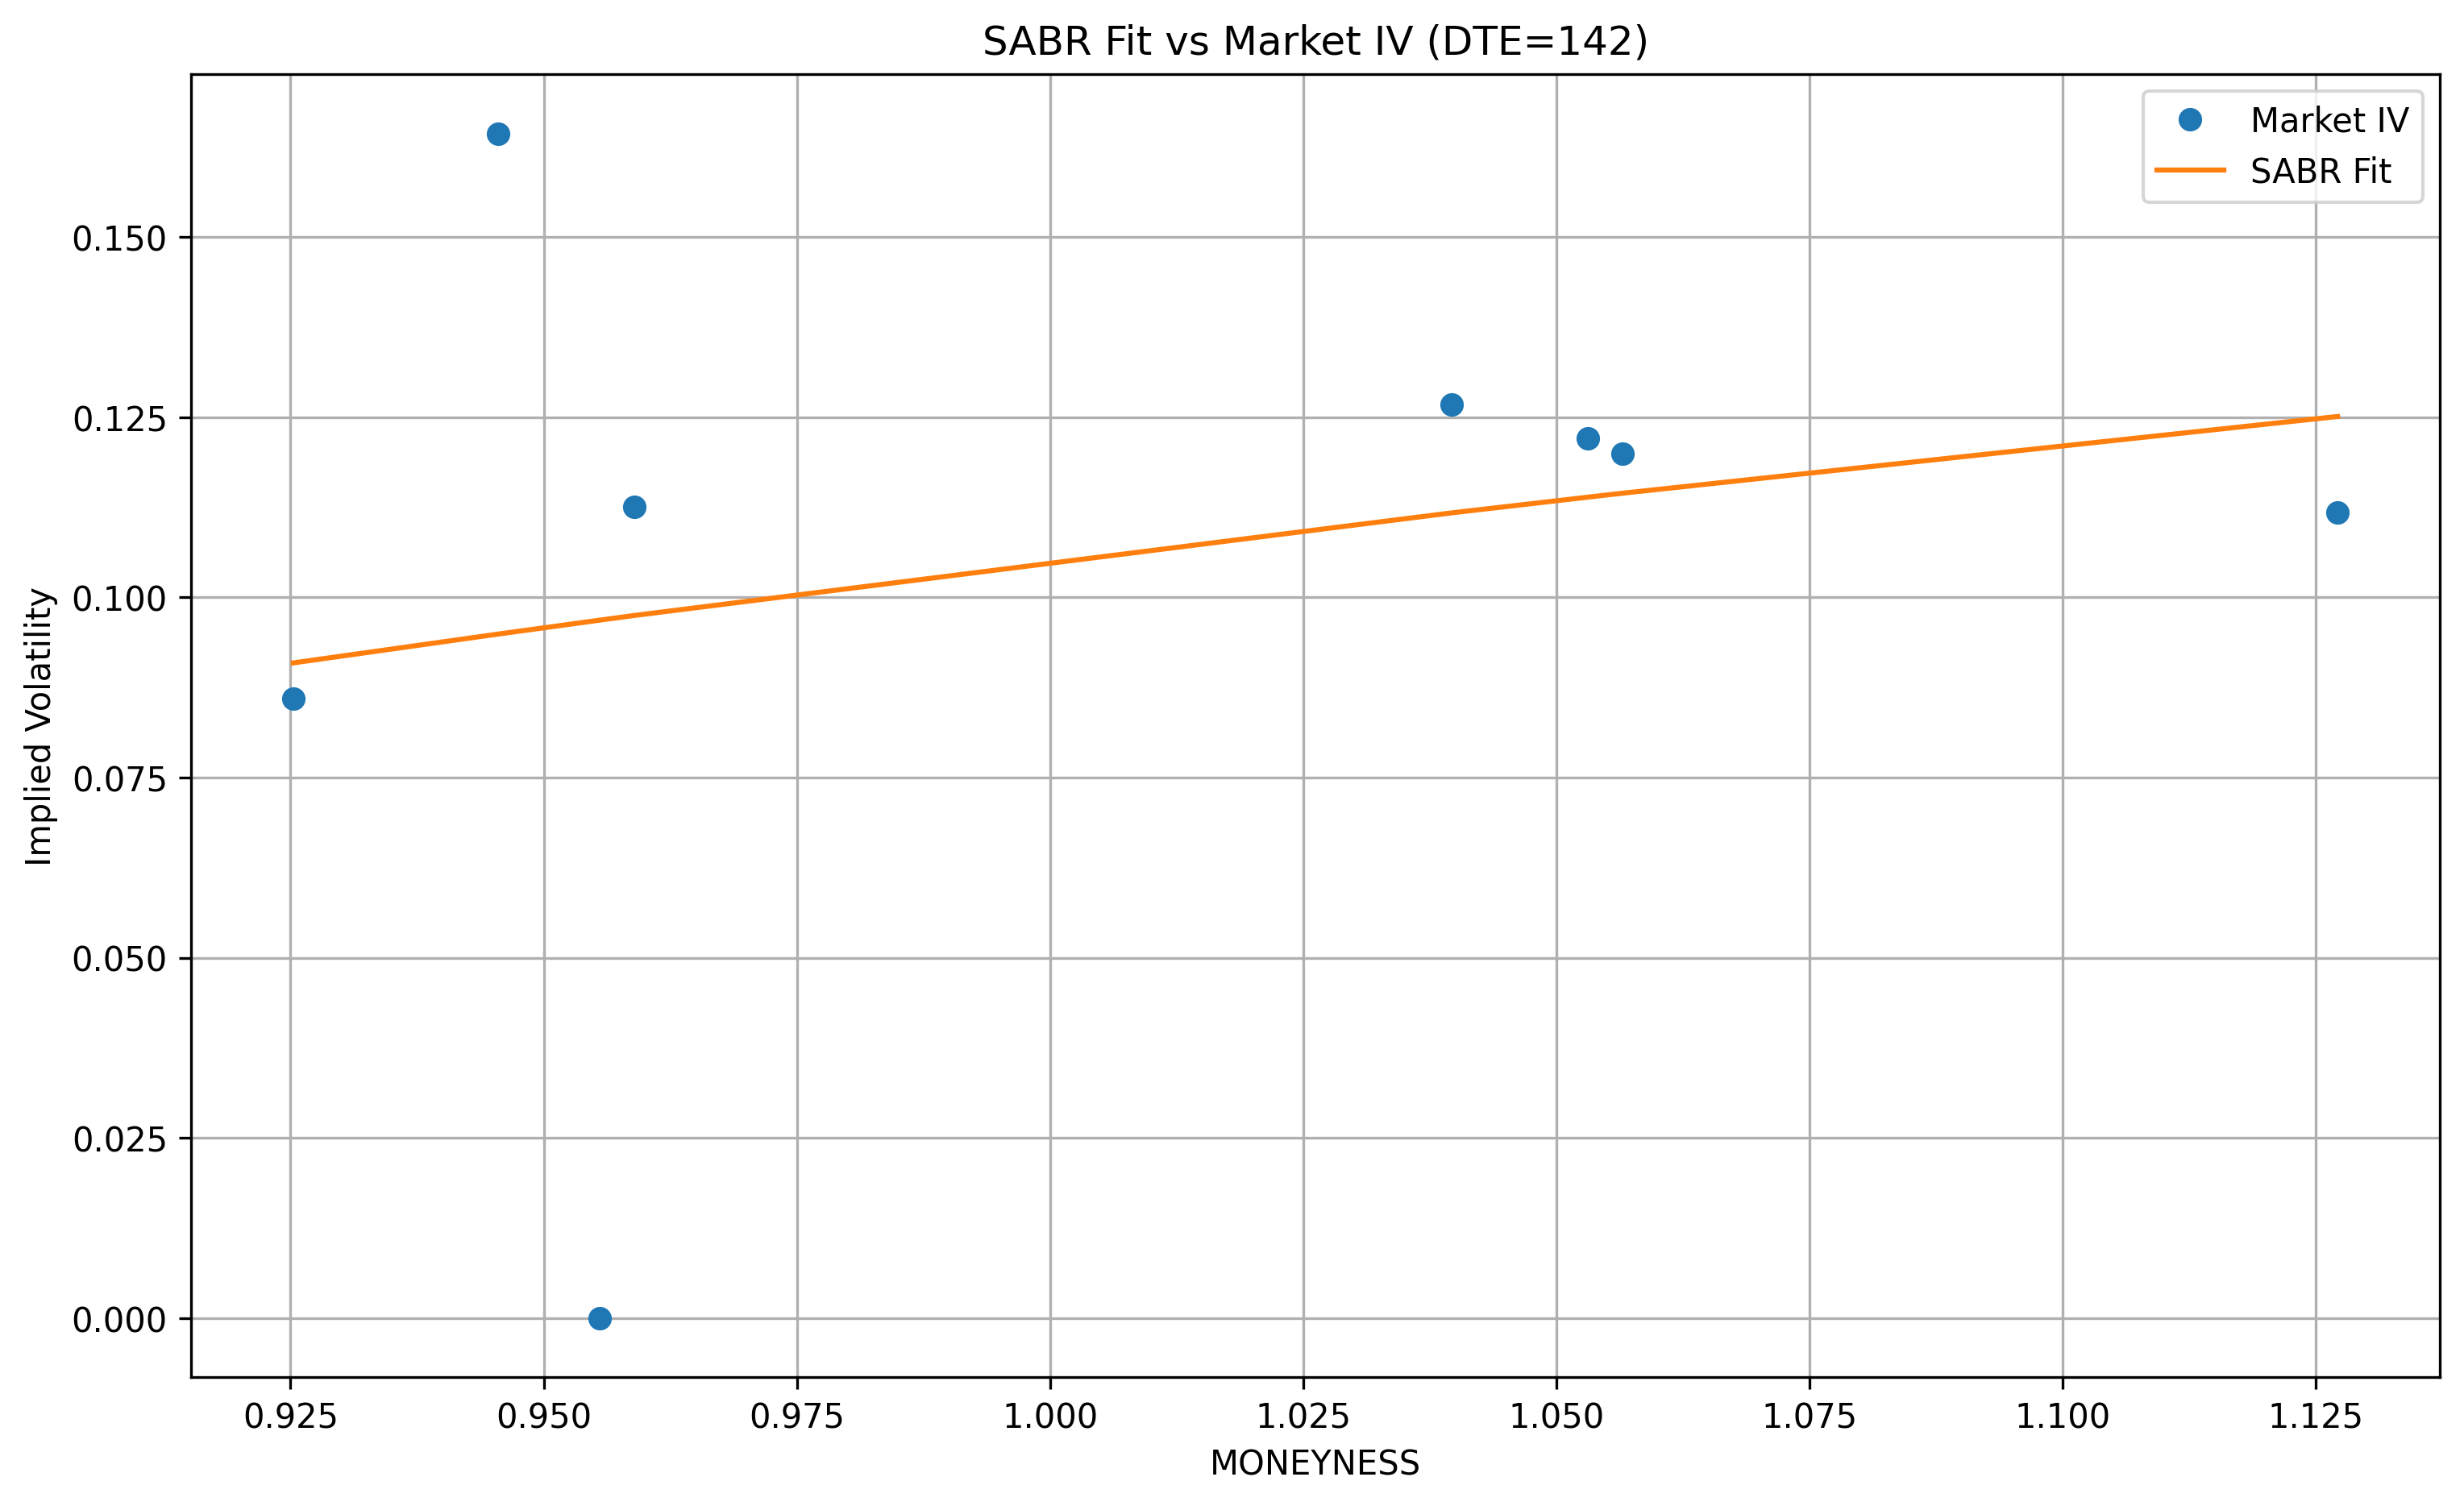 SABR Fit vs Market IV (DTE=142)
Market IV
SABR Fit
Implied Volatility
0.150
0.125
0.100
0.075
0.050
0.025
0.000
0.925 0.950 0.975 1.000 1.025 1.050 1.075 1.100 1.125
MONEYNESS